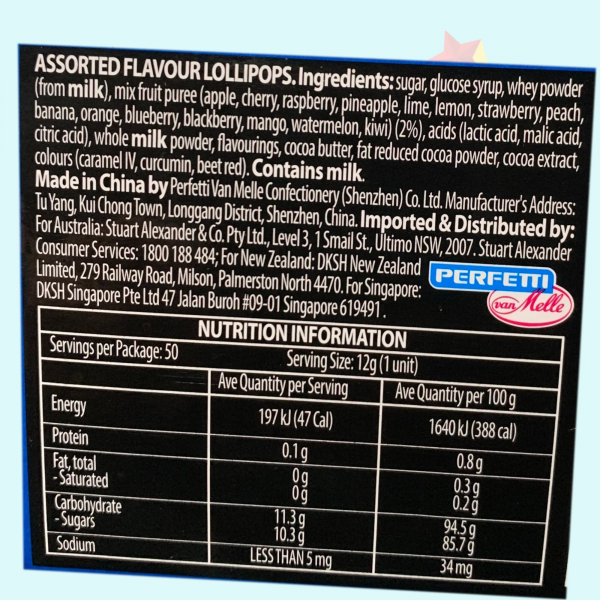 ASSORTED FLAVOUR LOLLIPOPS. Ingredients: sugar, glucose syrup, whey powder
(from milk), mix fruit puree (apple, cherry, raspberry, pineapple, lime, lemon, strawberry, peach,
banana, orange, blueberry, blackberry, mango, watermelon, kiwi) (2%), acids (lactic acid, malic acid,
citric acid), whole milk powder, flavourings, cocoa butter, fat reduced cocoa powder, cocoa extract,
colours (caramel IV, curcumin, beet red). Contains milk.
Made in China by Perfetti Van Melle Confectionery (Shenzhen) Co. Ltd. Manufacturer's Address:
Tu Yang, Kui Chong Town, Longgang District, Shenzhen, China. Imported & Distributed by:
For Australia: Stuart Alexander & Co. Pty Ltd., Level 3, 1 Smail St., Ultimo NSW, 2007. Stuart Alexander
Consumer Services: 1800 188 484; For New Zealand: DKSH New Zealand
Limited, 279 Railway Road, Milson, Palmerston North 4470. For Singapore:
DKSH Singapore Pte Ltd 47 Jalan Buroh #09-01 Singapore 619491.
PERFETTI
van Melle
NUTRITION INFORMATION
Servings per Package: 50 Serving Size: 12g (1 unit)
Ave Quantity per Serving Ave Quantity per 100 g
Energy 197 kJ (47 Cal) 1640 kJ (388 cal)
Protein 0.1 g 0.8 g
Fat, total 0 g 0.3 g
- Saturated 0 g 0.2 g
Carbohydrate 11.3 g 94.5 g
- Sugars 10.3 g 85.7 g
Sodium LESS THAN 5 mg 34 mg